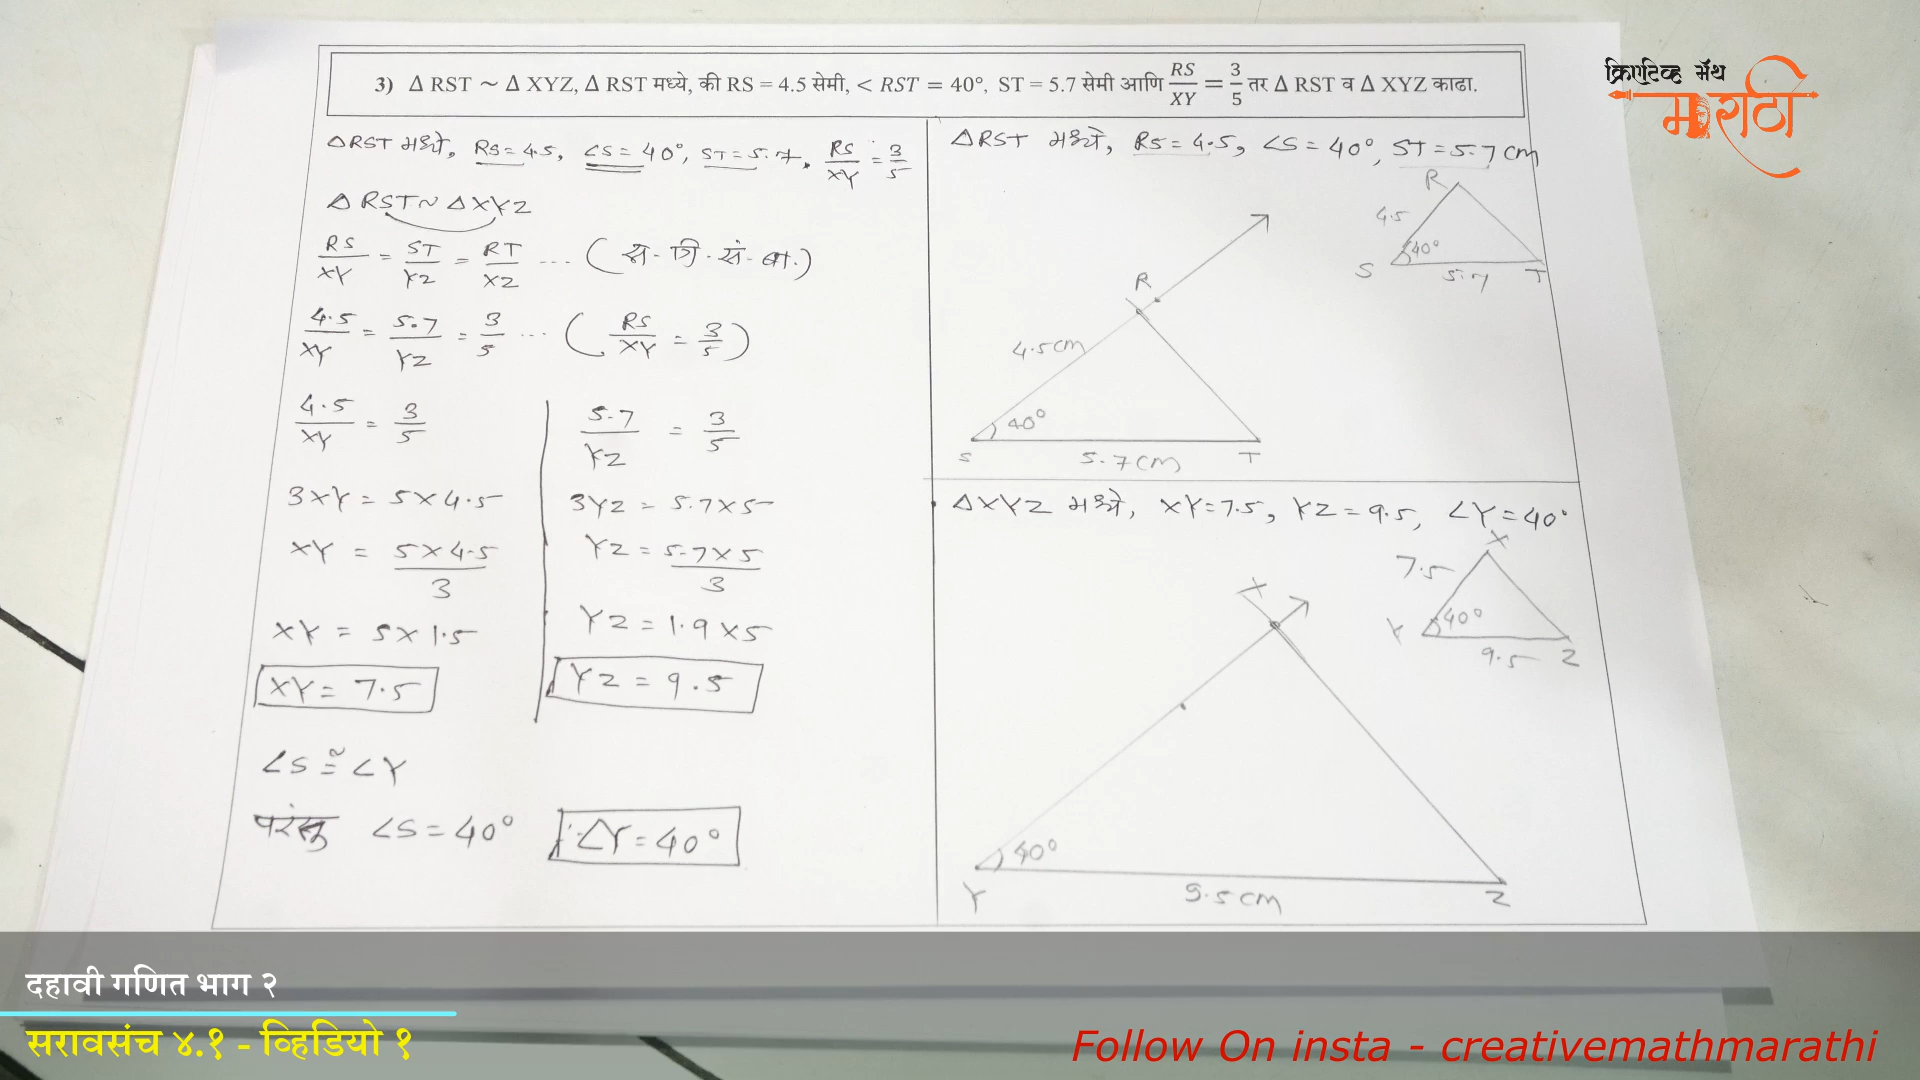 3) Δ RST ~ Δ XYZ, Δ RST मध्ये, की RS = 4.5 सेमी, < RST = 40°, ST = 5.7 सेमी आणि RS/XY = 3/5 तर Δ RST व Δ XYZ काढा.
क्रिएटिव्ह मॅथ
मराठी
ΔRST मध्ये, RS = 4.5, ∠S = 40°, ST = 5.7, RS/XY = 3/5
Δ RST ~ ΔXYZ
RS/XY = ST/YZ = RT/XZ ... (स. त्रि. सं. बा.)
4.5/XY = 5.7/YZ = 3/5 ... (RS/XY = 3/5)
4.5/XY = 3/5
3XY = 5 × 4.5
XY = 5 × 4.5/3
XY = 5 × 1.5
XY = 7.5
5.7/YZ = 3/5
3YZ = 5.7 × 5
YZ = 5.7 × 5/3
YZ = 1.9 × 5
YZ = 9.5
∠S ≅ ∠Y
परंतु ∠S = 40° ∴ ∠Y = 40°
ΔRST मध्ये, RS = 4.5, ∠S = 40°, ST = 5.7 cm
R
4.5
40°
S 5.7 T
R
4.5 cm
40°
S 5.7 cm T
ΔXYZ मध्ये, XY = 7.5, YZ = 9.5, ∠Y = 40°
X
7.5
Y 40°
9.5 Z
X
40°
Y 9.5 cm Z
दहावी गणित भाग २
सरावसंच ४.१ - व्हिडियो १
Follow On insta - creativemathmarathi